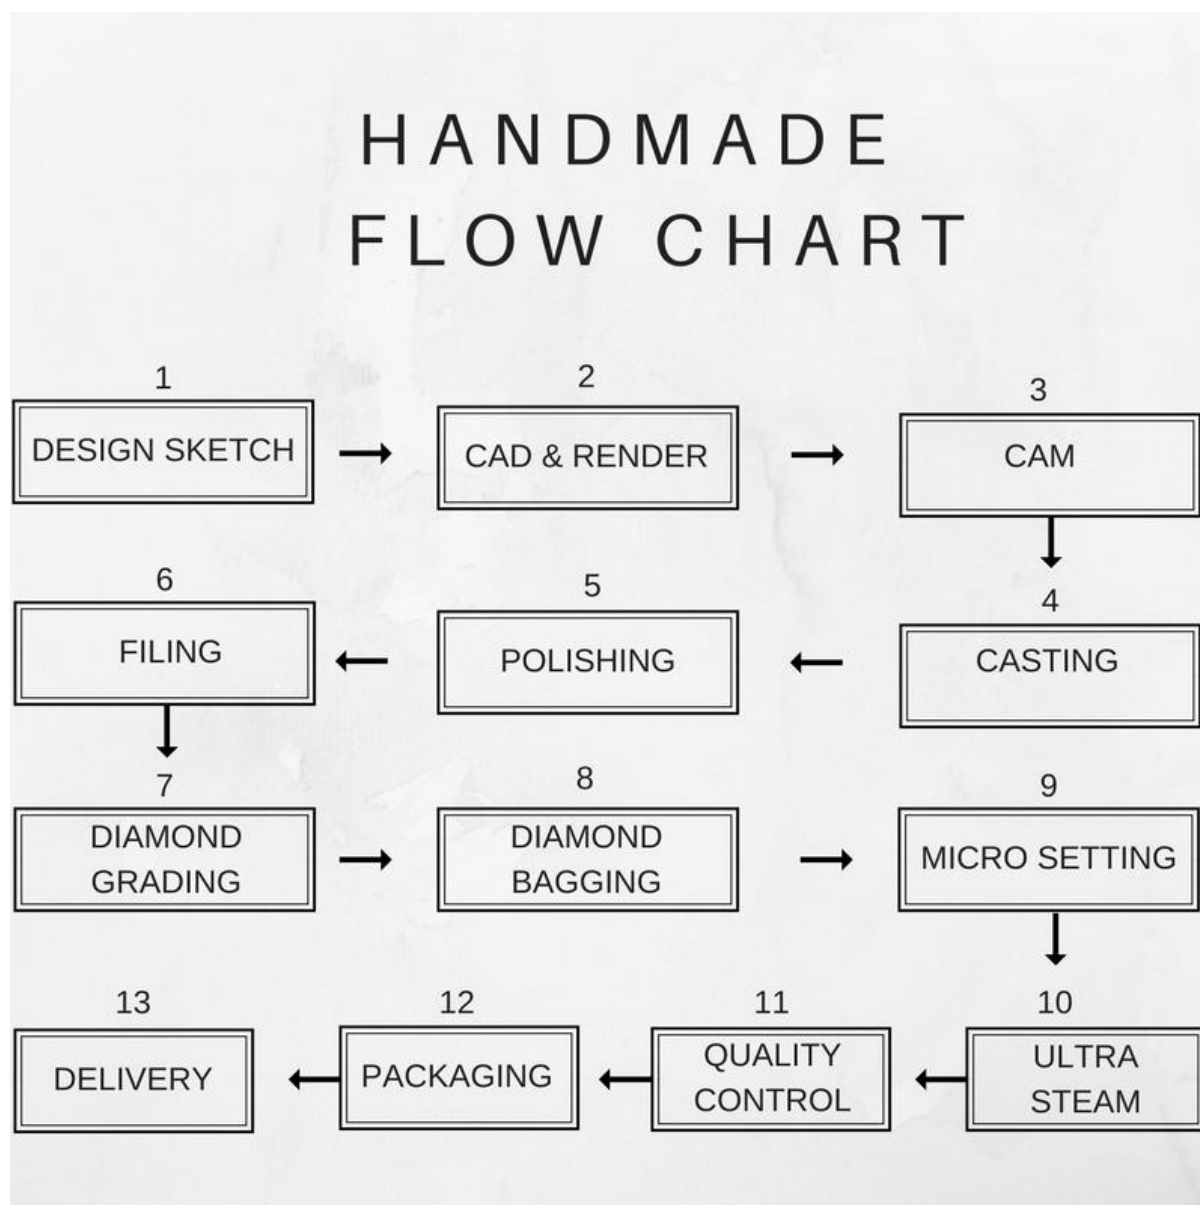 HANDMADE
FLOW CHART
1
DESIGN SKETCH
2
CAD & RENDER
3
CAM
4
CASTING
5
POLISHING
6
FILING
7
DIAMOND
GRADING
8
DIAMOND
BAGGING
9
MICRO SETTING
10
ULTRA
STEAM
11
QUALITY
CONTROL
12
PACKAGING
13
DELIVERY